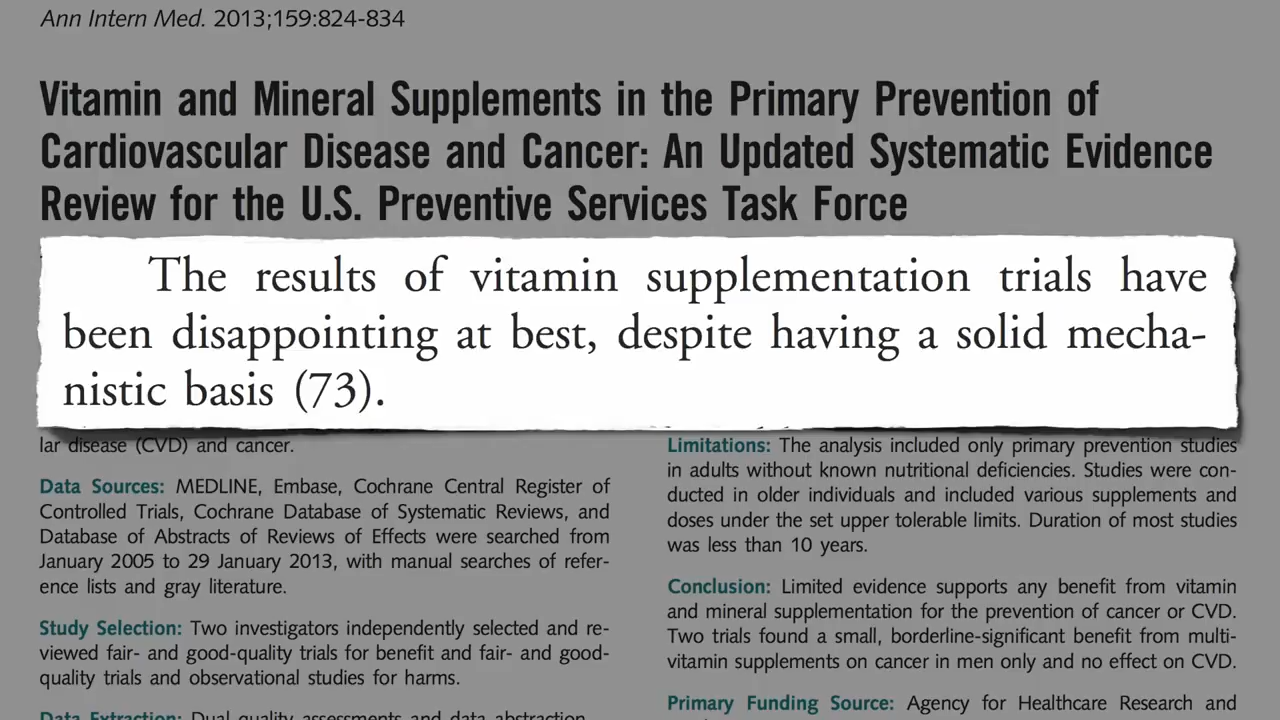 Ann Intern Med. 2013;159:824-834
Vitamin and Mineral Supplements in the Primary Prevention of
Cardiovascular Disease and Cancer: An Updated Systematic Evidence
Review for the U.S. Preventive Services Task Force
The results of vitamin supplementation trials have
been disappointing at best, despite having a solid mecha-
nistic basis (73).
lar disease (CVD) and cancer.
Data Sources: MEDLINE, Embase, Cochrane Central Register of
Controlled Trials, Cochrane Database of Systematic Reviews, and
Database of Abstracts of Reviews of Effects were searched from
January 2005 to 29 January 2013, with manual searches of refer-
ence lists and gray literature.
Study Selection: Two investigators independently selected and re-
viewed fair- and good-quality trials for benefit and fair- and good-
quality trials and observational studies for harms.
Data Extraction: Dual quality assessments and data abstraction
Limitations: The analysis included only primary prevention studies
in adults without known nutritional deficiencies. Studies were con-
ducted in older individuals and included various supplements and
doses under the set upper tolerable limits. Duration of most studies
was less than 10 years.
Conclusion: Limited evidence supports any benefit from vitamin
and mineral supplementation for the prevention of cancer or CVD.
Two trials found a small, borderline-significant benefit from multi-
vitamin supplements on cancer in men only and no effect on CVD.
Primary Funding Source: Agency for Healthcare Research and